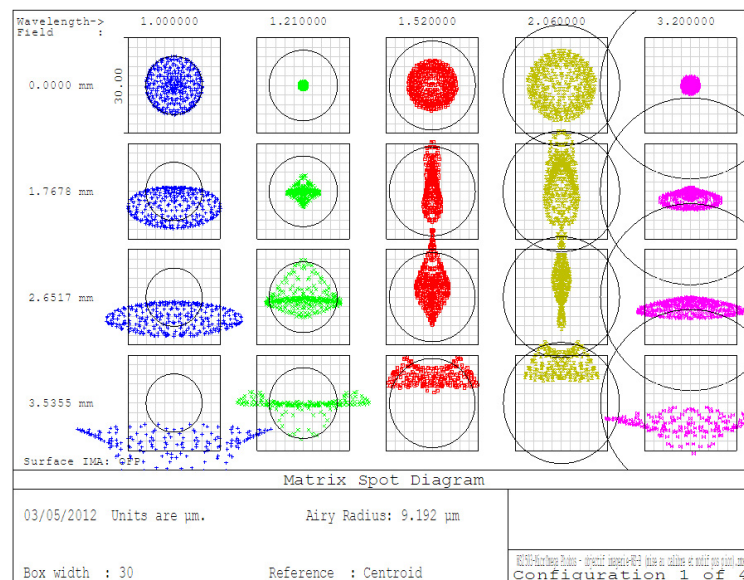 Wavelength-> 1.000000 1.210000 1.520000 2.060000 3.200000
Field :
0.0000 mm
30.00
1.7678 mm
2.6517 mm
3.5355 mm
Surface IMA:
Matrix Spot Diagram
03/05/2012 Units are µm. Airy Radius: 9.192 µm
Box width : 30 Reference : Centroid
Configuration 1 of 4